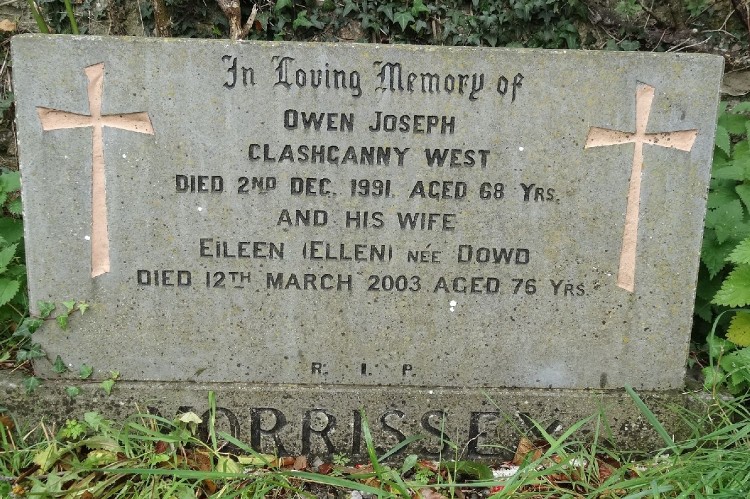 In Loving Memory of
OWEN JOSEPH
CLASHGANNY WEST
DIED 2ND DEC. 1991. AGED 68 YRS.
AND HIS WIFE
EILEEN (ELLEN) NÉE DOWD
DIED 12TH MARCH 2003 AGED 76 YRS.
R. I. P.
MORRISSEY